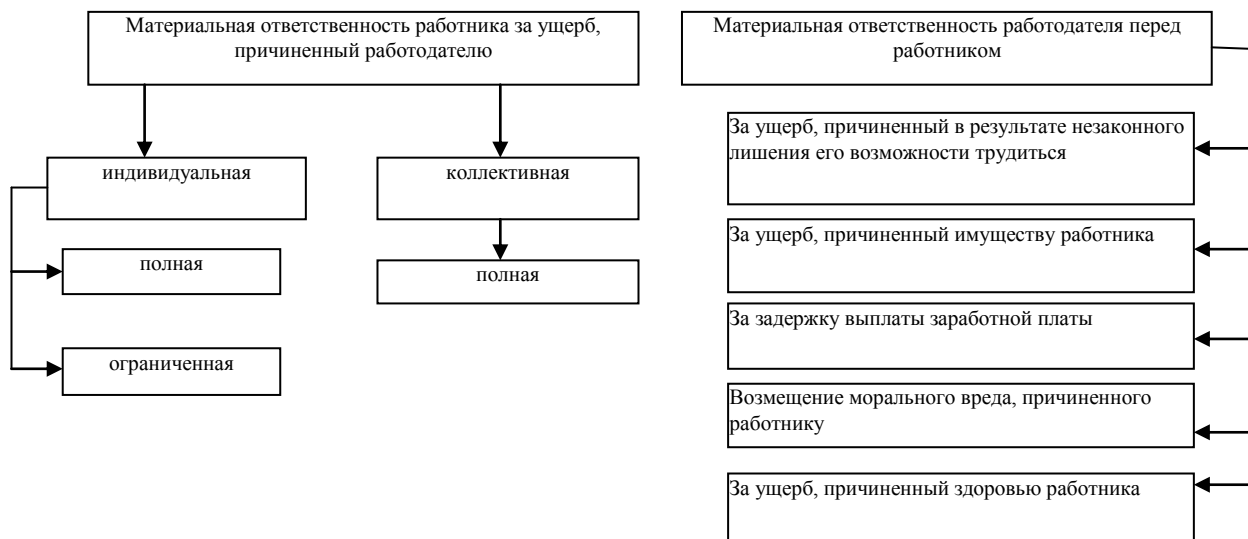 Материальная ответственность работника за ущерб,
причиненный работодателю
индивидуальная
коллективная
полная
полная
ограниченная
Материальная ответственность работодателя перед
работником
За ущерб, причиненный в результате незаконного
лишения его возможности трудиться
За ущерб, причиненный имуществу работника
За задержку выплаты заработной платы
Возмещение морального вреда, причиненного
работнику
За ущерб, причиненный здоровью работника